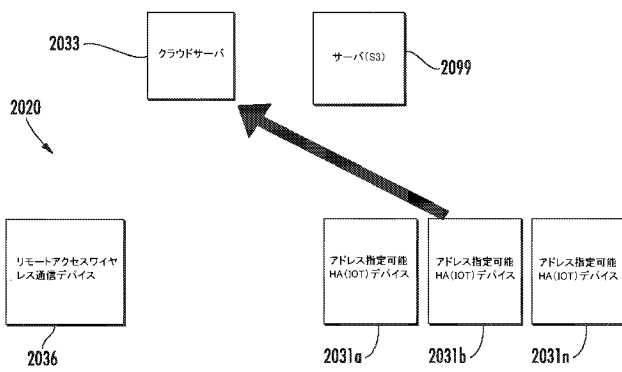 2033
クラウドサーバ
サーバ(S3)
2099
2020
リモートアクセスワイヤ
レス通信デバイス
アドレス指定可能
HA(IOT)デバイス
アドレス指定可能
HA(IOT)デバイス
アドレス指定可能
HA(IOT)デバイス
2036
2031a
2031b
2031n